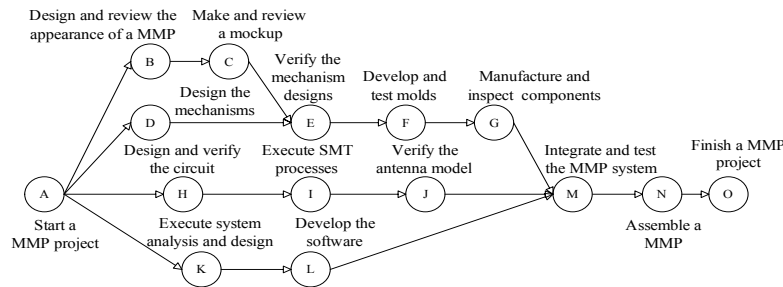 Design and review the
appearance of a MMP
Make and review
a mockup
B
C
Verify the
mechanism
designs
Develop and
test molds
Manufacture and
inspect components
Design the
mechanisms
D
E
F
G
Design and verify
the circuit
Execute SMT
processes
Verify the
antenna model
Integrate and test
the MMP system
Finish a MMP
project
A
H
I
J
M
N
O
Start a
MMP project
Execute system
analysis and design
Develop the
software
Assemble a
MMP
K
L